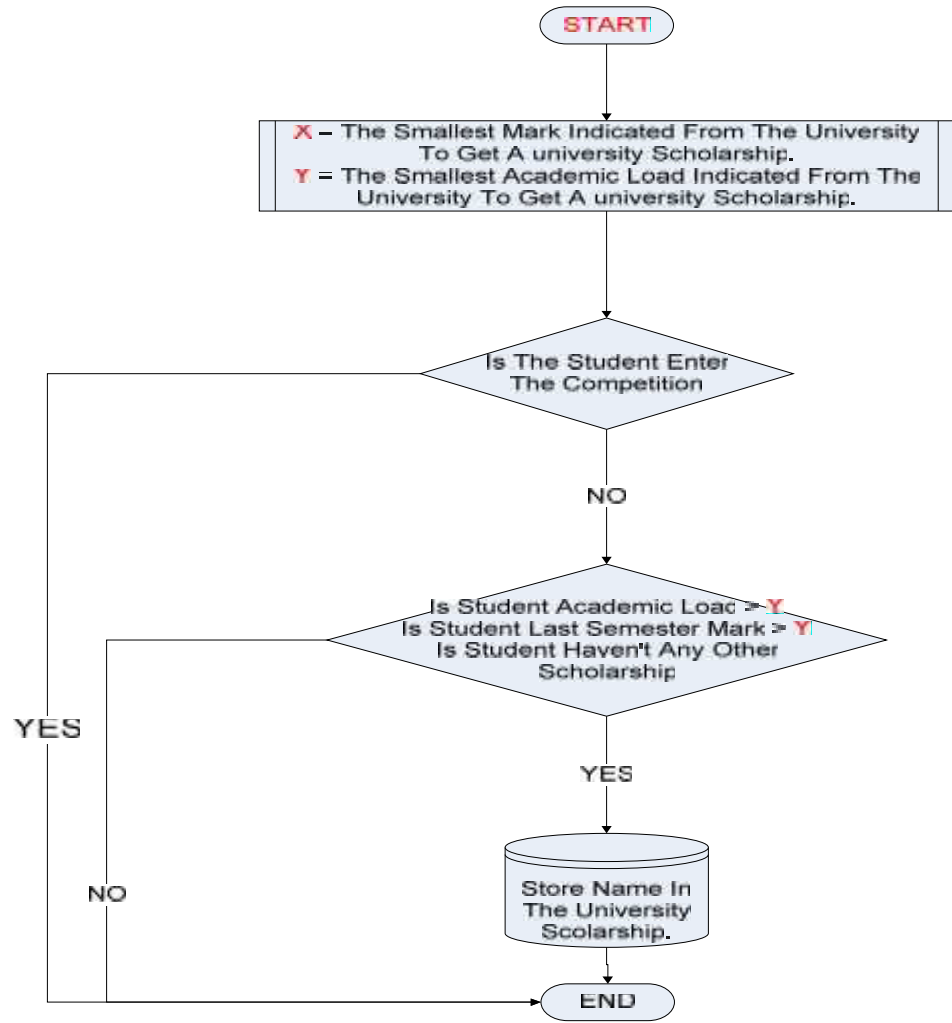 START
X = The Smallest Mark Indicated From The University
To Get A university Scholarship.
Y = The Smallest Academic Load Indicated From The
University To Get A university Scholarship.
Is The Student Enter
The Competition
NO
Is Student Academic Load >= Y
Is Student Last Semester Mark >= Y
Is Student Haven't Any Other
Scholarship
YES
YES
NO
Store Name In
The University
Scolarship.
END